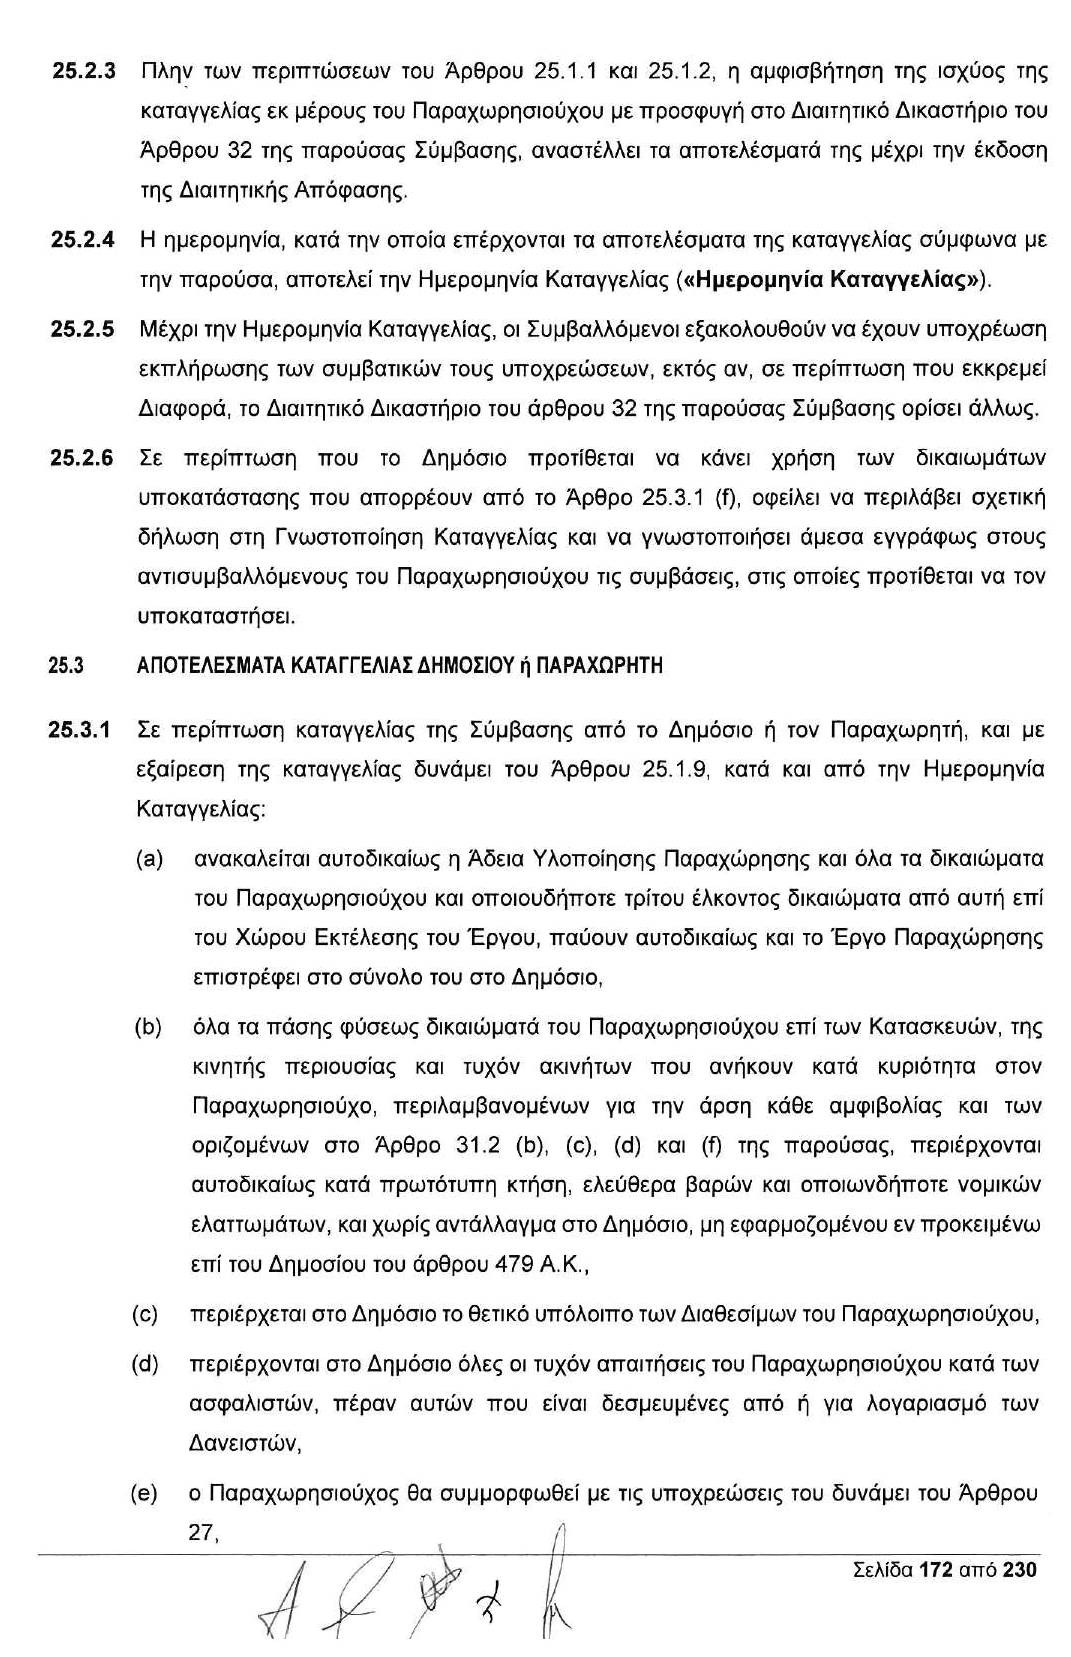 25.2.3 Πλην των περιπτώσεων του Άρθρου 25.1.1 και 25.1.2, η αμφισβήτηση της ισχύος της
καταγγελίας εκ μέρους του Παραχωρησιούχου με προσφυγή στο Διαιτητικό Δικαστήριο του
Άρθρου 32 της παρούσας Σύμβασης, αναστέλλει τα αποτελέσματά της μέχρι την έκδοση
της Διαιτητικής Απόφασης.
25.2.4 Η ημερομηνία, κατά την οποία επέρχονται τα αποτελέσματα της καταγγελίας σύμφωνα με
την παρούσα, αποτελεί την Ημερομηνία Καταγγελίας («Ημερομηνία Καταγγελίας»).
25.2.5 Μέχρι την Ημερομηνία Καταγγελίας, οι Συμβαλλόμενοι εξακολουθούν να έχουν υποχρέωση
εκπλήρωσης των συμβατικών τους υποχρεώσεων, εκτός αν, σε περίπτωση που εκκρεμεί
Διαφορά, το Διαιτητικό Δικαστήριο του άρθρου 32 της παρούσας Σύμβασης ορίσει άλλως.
25.2.6 Σε περίπτωση που το Δημόσιο προτίθεται να κάνει χρήση των δικαιωμάτων
υποκατάστασης που απορρέουν από το Άρθρο 25.3.1 (f), οφείλει να περιλάβει σχετική
δήλωση στη Γνωστοποίηση Καταγγελίας και να γνωστοποιήσει άμεσα εγγράφως στους
αντισυμβαλλόμενους του Παραχωρησιούχου τις συμβάσεις, στις οποίες προτίθεται να τον
υποκαταστήσει.
25.3 ΑΠΟΤΕΛΕΣΜΑΤΑ ΚΑΤΑΓΓΕΛΙΑΣ ΔΗΜΟΣΙΟΥ ή ΠΑΡΑΧΩΡΗΤΗ
25.3.1 Σε περίπτωση καταγγελίας της Σύμβασης από το Δημόσιο ή τον Παραχωρητή, και με
εξαίρεση της καταγγελίας δυνάμει του Άρθρου 25.1.9, κατά και από την Ημερομηνία
Καταγγελίας:
(a) ανακαλείται αυτοδικαίως η Άδεια Υλοποίησης Παραχώρησης και όλα τα δικαιώματα
του Παραχωρησιούχου και οποιουδήποτε τρίτου έλκοντος δικαιώματα από αυτή επί
του Χώρου Εκτέλεσης του Έργου, παύουν αυτοδικαίως και το Έργο Παραχώρησης
επιστρέφει στο σύνολο του στο Δημόσιο,
(b) όλα τα πάσης φύσεως δικαιώματά του Παραχωρησιούχου επί των Κατασκευών, της
κινητής περιουσίας και τυχόν ακινήτων που ανήκουν κατά κυριότητα στον
Παραχωρησιούχο, περιλαμβανομένων για την άρση κάθε αμφιβολίας και των
οριζομένων στο Άρθρο 31.2 (b), (c), (d) και (f) της παρούσας, περιέρχονται
αυτοδικαίως κατά πρωτότυπη κτήση, ελεύθερα βαρών και οποιωνδήποτε νομικών
ελαττωμάτων, και χωρίς αντάλλαγμα στο Δημόσιο, μη εφαρμοζομένου εν προκειμένω
επί του Δημοσίου του άρθρου 479 Α.Κ.,
(c) περιέρχεται στο Δημόσιο το θετικό υπόλοιπο των Διαθεσίμων του Παραχωρησιούχου,
(d) περιέρχονται στο Δημόσιο όλες οι τυχόν απαιτήσεις του Παραχωρησιούχου κατά των
ασφαλιστών, πέραν αυτών που είναι δεσμευμένες από ή για λογαριασμό των
Δανειστών,
(e) ο Παραχωρησιούχος θα συμμορφωθεί με τις υποχρεώσεις του δυνάμει του Άρθρου
27,
Σελίδα 172 από 230